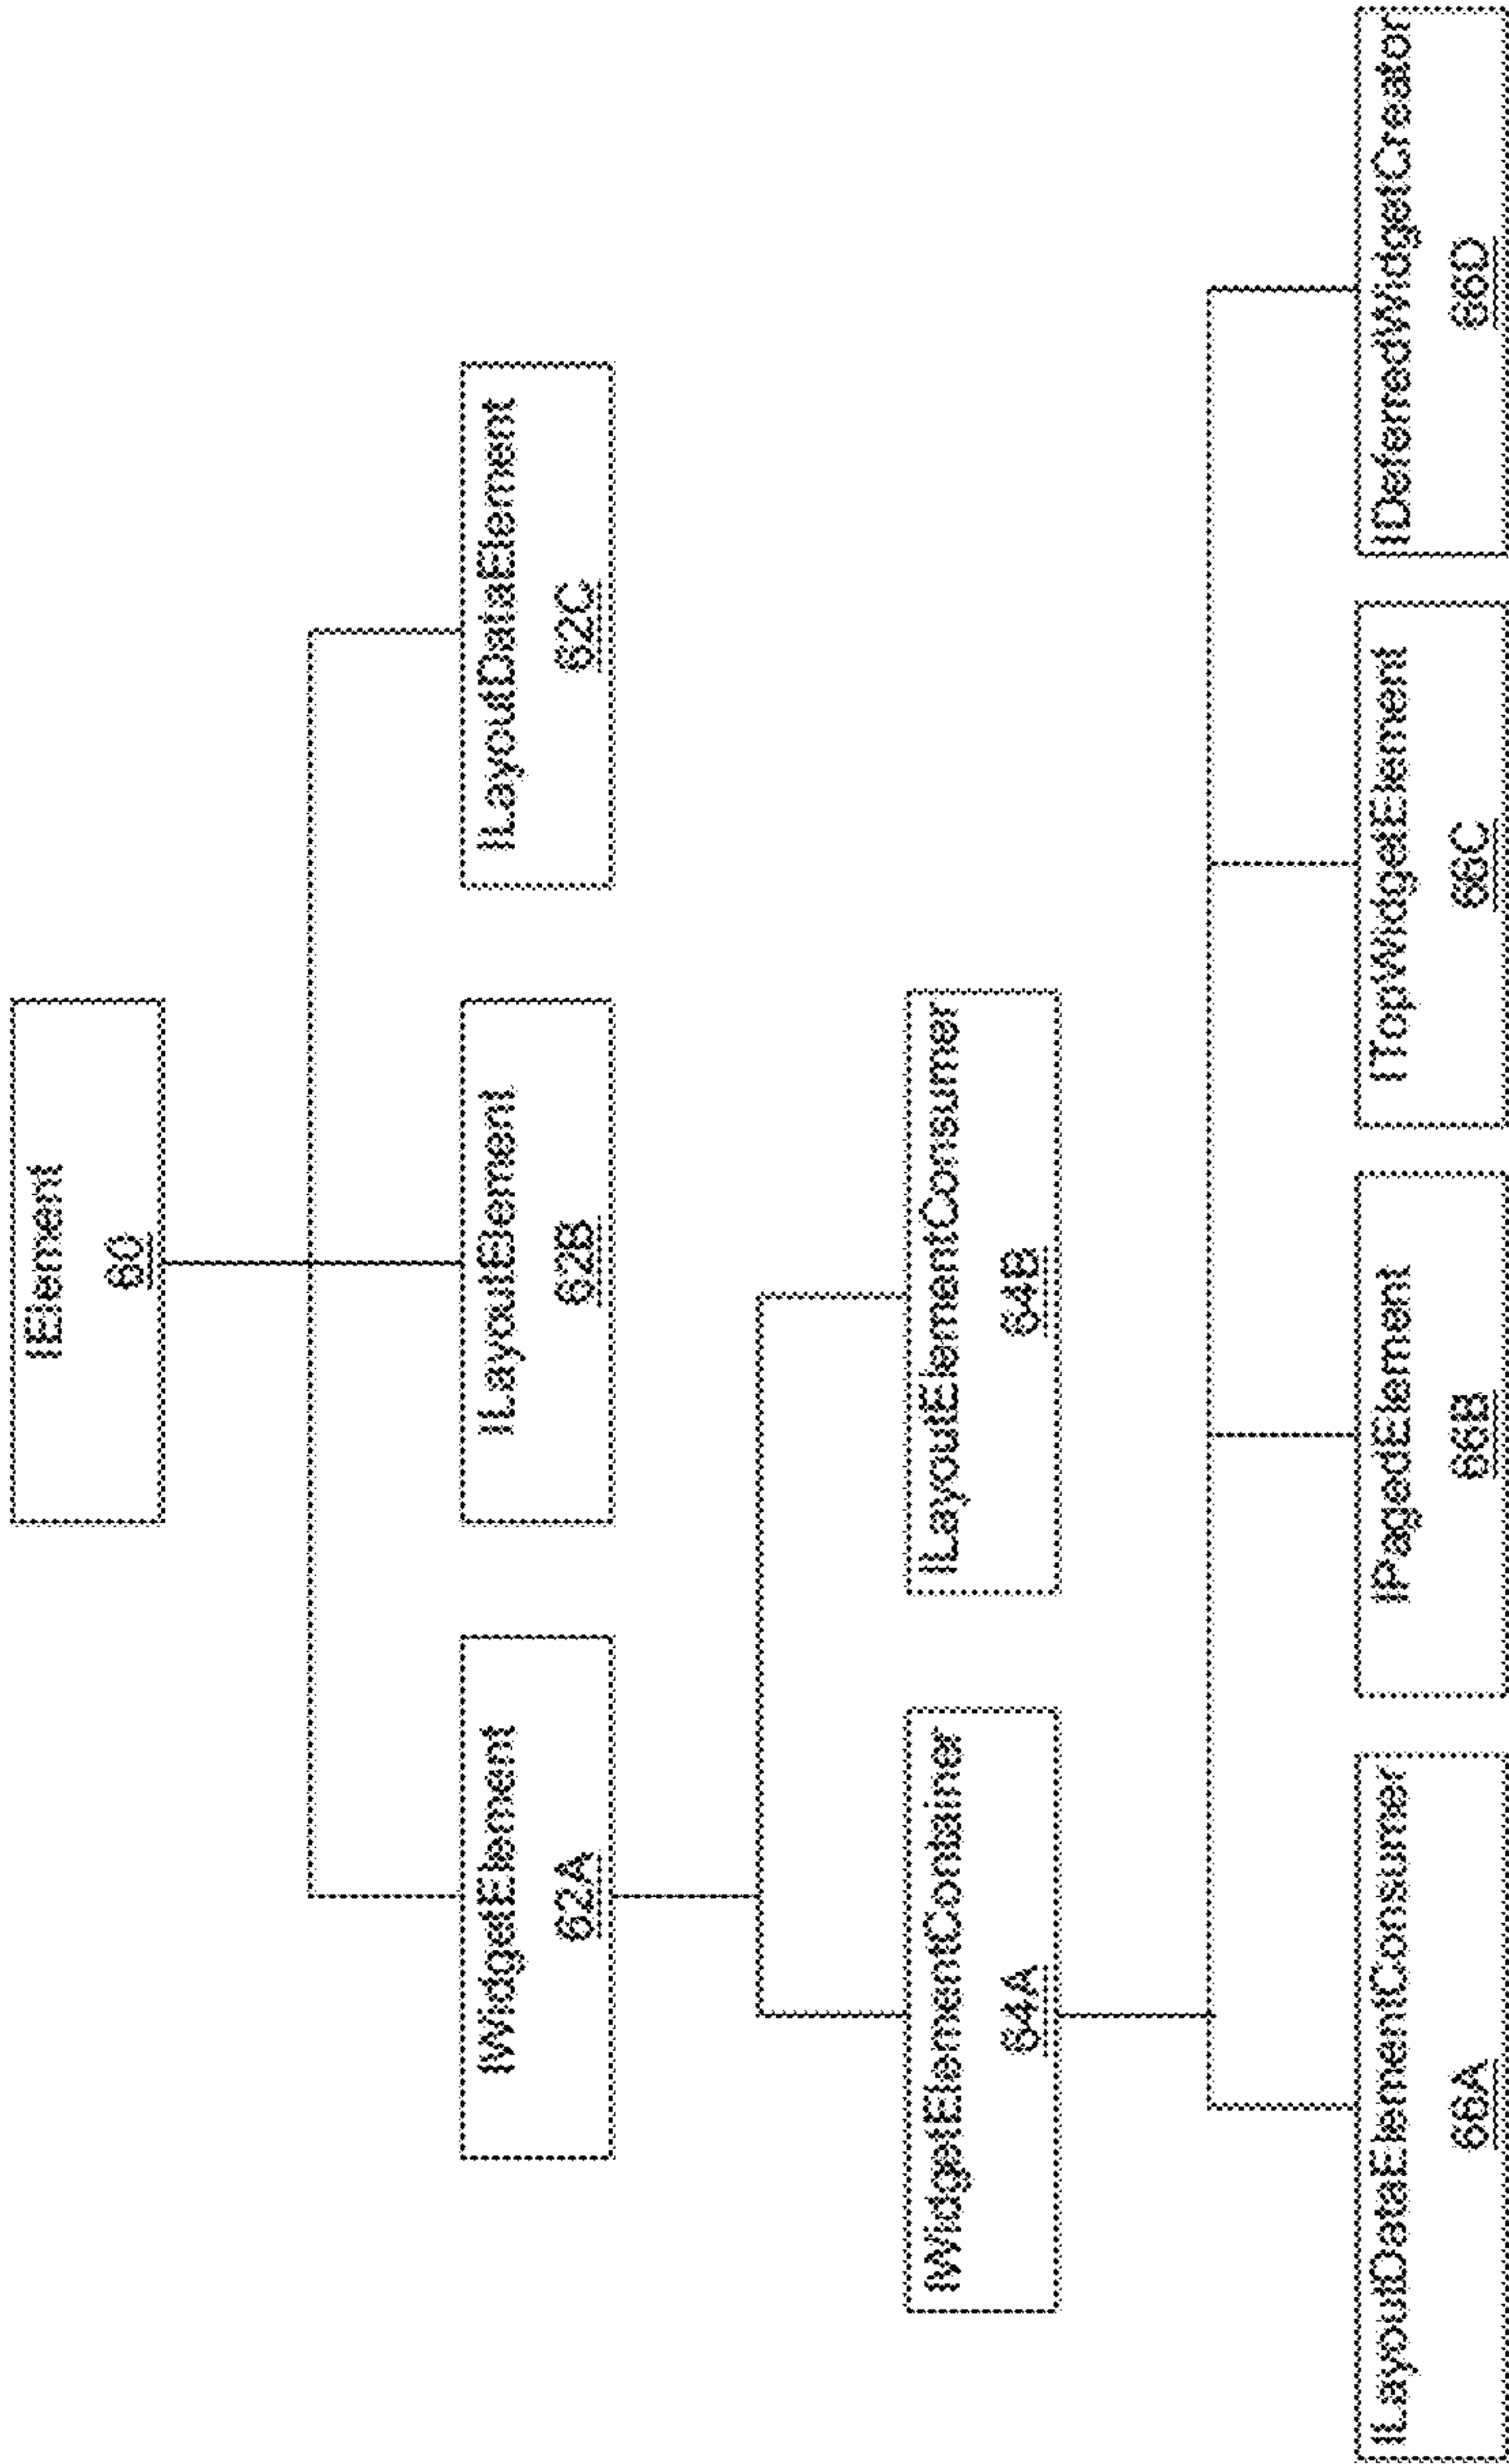 IElement
60
IWidgetElement
62A
ILayoutElement
62B
ILayoutDataElement
62C
IWidgetElementContainer
64A
ILayoutElementConsumer
64B
ILayoutDataElementConsumer
66A
IPagedElement
66B
ITopWidgetElement
66C
IDeferredWidgetCreator
66D